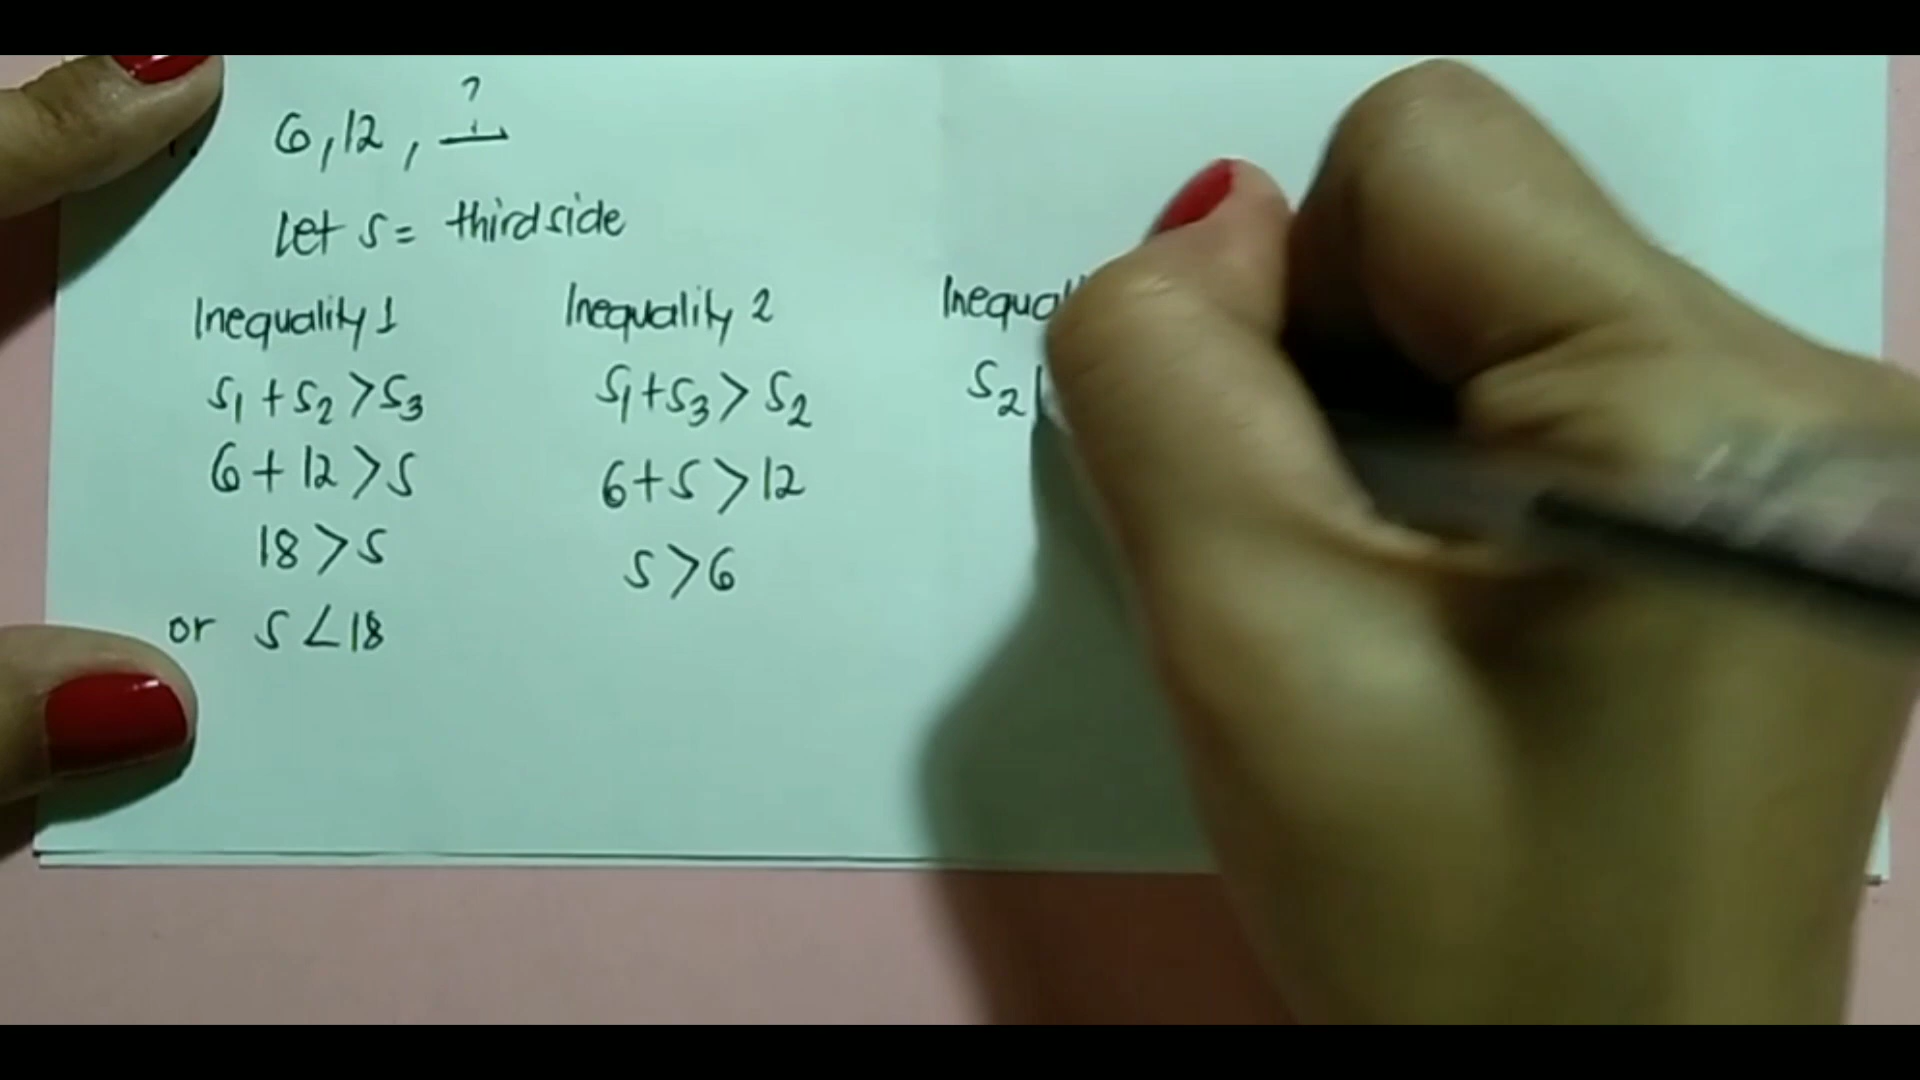 6, 12, ?
Let s = third side
Inequality 1
S₁ + S₂ > S₃
6 + 12 > S
18 > S
or S < 18
Inequality 2
S₁ + S₃ > S₂
6 + S > 12
S > 6
S₂